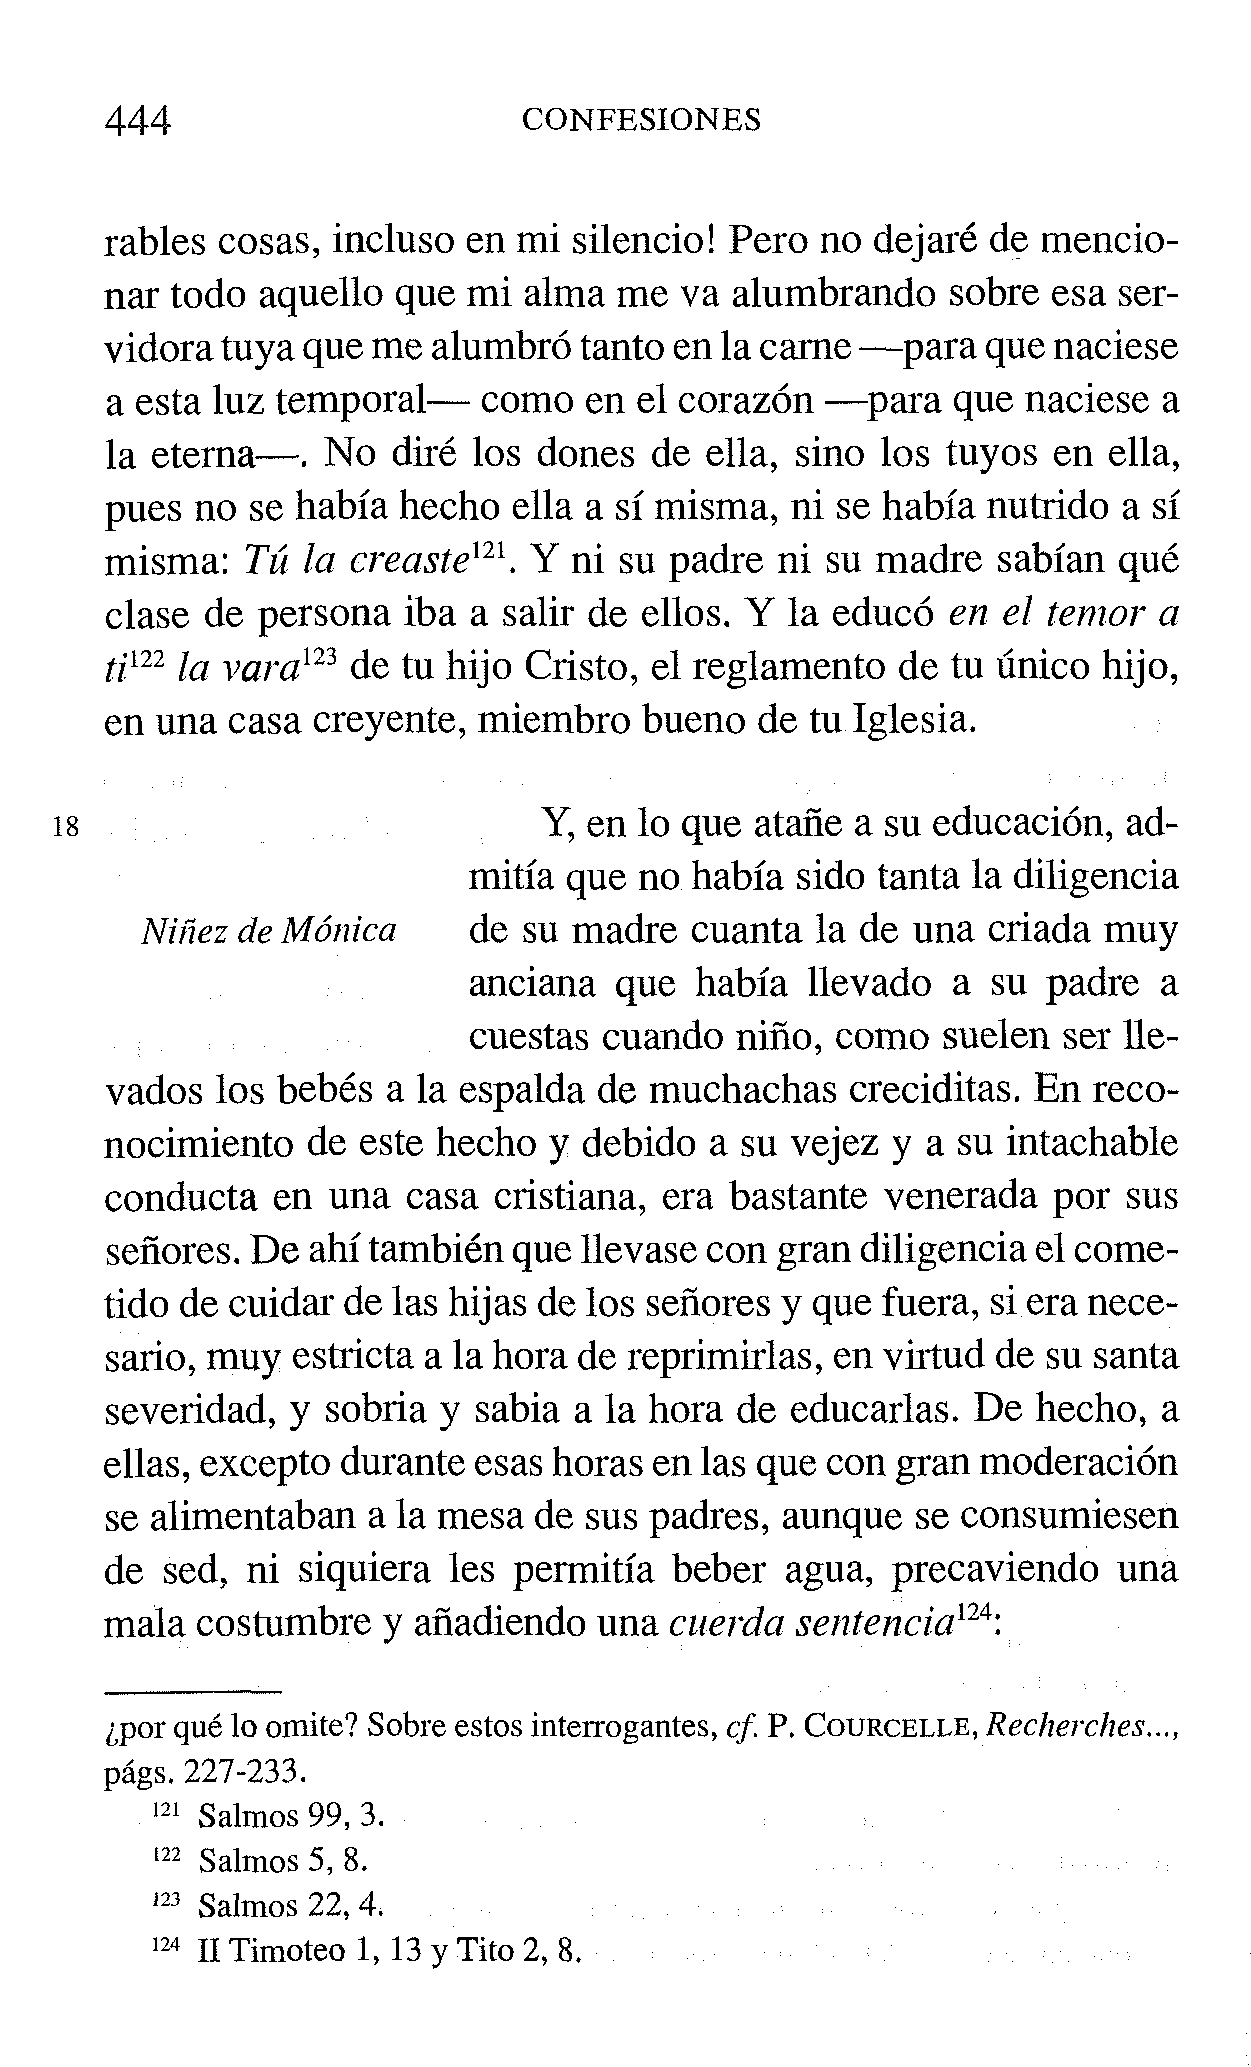 444 CONFESIONES
rables cosas, incluso en mi silencio! Pero no dejaré de mencio-
nar todo aquello que mi alma me va alumbrando sobre esa ser-
vidora tuya que me alumbró tanto en la carne —para que naciese
a esta luz temporal— como en el corazón —para que naciese a
la eterna—. No diré los dones de ella, sino los tuyos en ella,
pues no se había hecho ella a sí misma, ni se había nutrido a sí
misma: Tú la creaste¹²¹. Y ni su padre ni su madre sabían qué
clase de persona iba a salir de ellos. Y la educó en el temor a
ti¹²² la vara¹²³ de tu hijo Cristo, el reglamento de tu único hijo,
en una casa creyente, miembro bueno de tu Iglesia.
18 Y, en lo que atañe a su educación, ad-
mitía que no había sido tanta la diligencia
Niñez de Mónica de su madre cuanta la de una criada muy
anciana que había llevado a su padre a
cuestas cuando niño, como suelen ser lle-
vados los bebés a la espalda de muchachas creciditas. En reco-
nocimiento de este hecho y debido a su vejez y a su intachable
conducta en una casa cristiana, era bastante venerada por sus
señores. De ahí también que llevase con gran diligencia el come-
tido de cuidar de las hijas de los señores y que fuera, si era nece-
sario, muy estricta a la hora de reprimirlas, en virtud de su santa
severidad, y sobria y sabia a la hora de educarlas. De hecho, a
ellas, excepto durante esas horas en las que con gran moderación
se alimentaban a la mesa de sus padres, aunque se consumiesen
de sed, ni siquiera les permitía beber agua, precaviendo una
mala costumbre y añadiendo una cuerda sentencia¹²⁴:
¿por qué lo omite? Sobre estos interrogantes, cf. P. COURCELLE, Recherches...,
págs. 227-233.
¹²¹ Salmos 99, 3.
¹²² Salmos 5, 8.
¹²³ Salmos 22, 4.
¹²⁴ II Timoteo 1, 13 y Tito 2, 8.